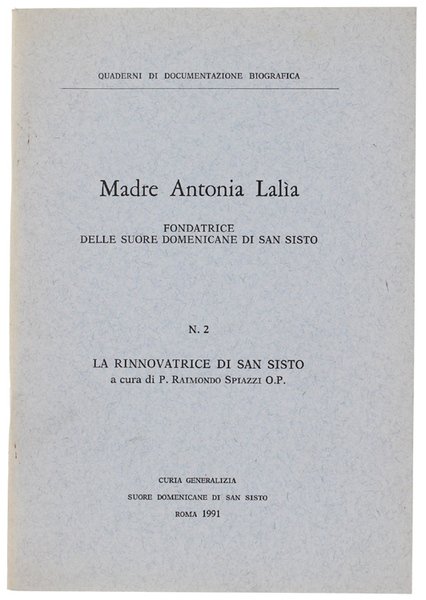 QUADERNI DI DOCUMENTAZIONE BIOGRAFICA
Madre Antonia Lalìa
FONDATRICE
DELLE SUORE DOMENICANE DI SAN SISTO
N. 2
LA RINNOVATRICE DI SAN SISTO
a cura di P. RAIMONDO SPIAZZI O.P.
CURIA GENERALIZIA
SUORE DOMENICANE DI SAN SISTO
ROMA 1991